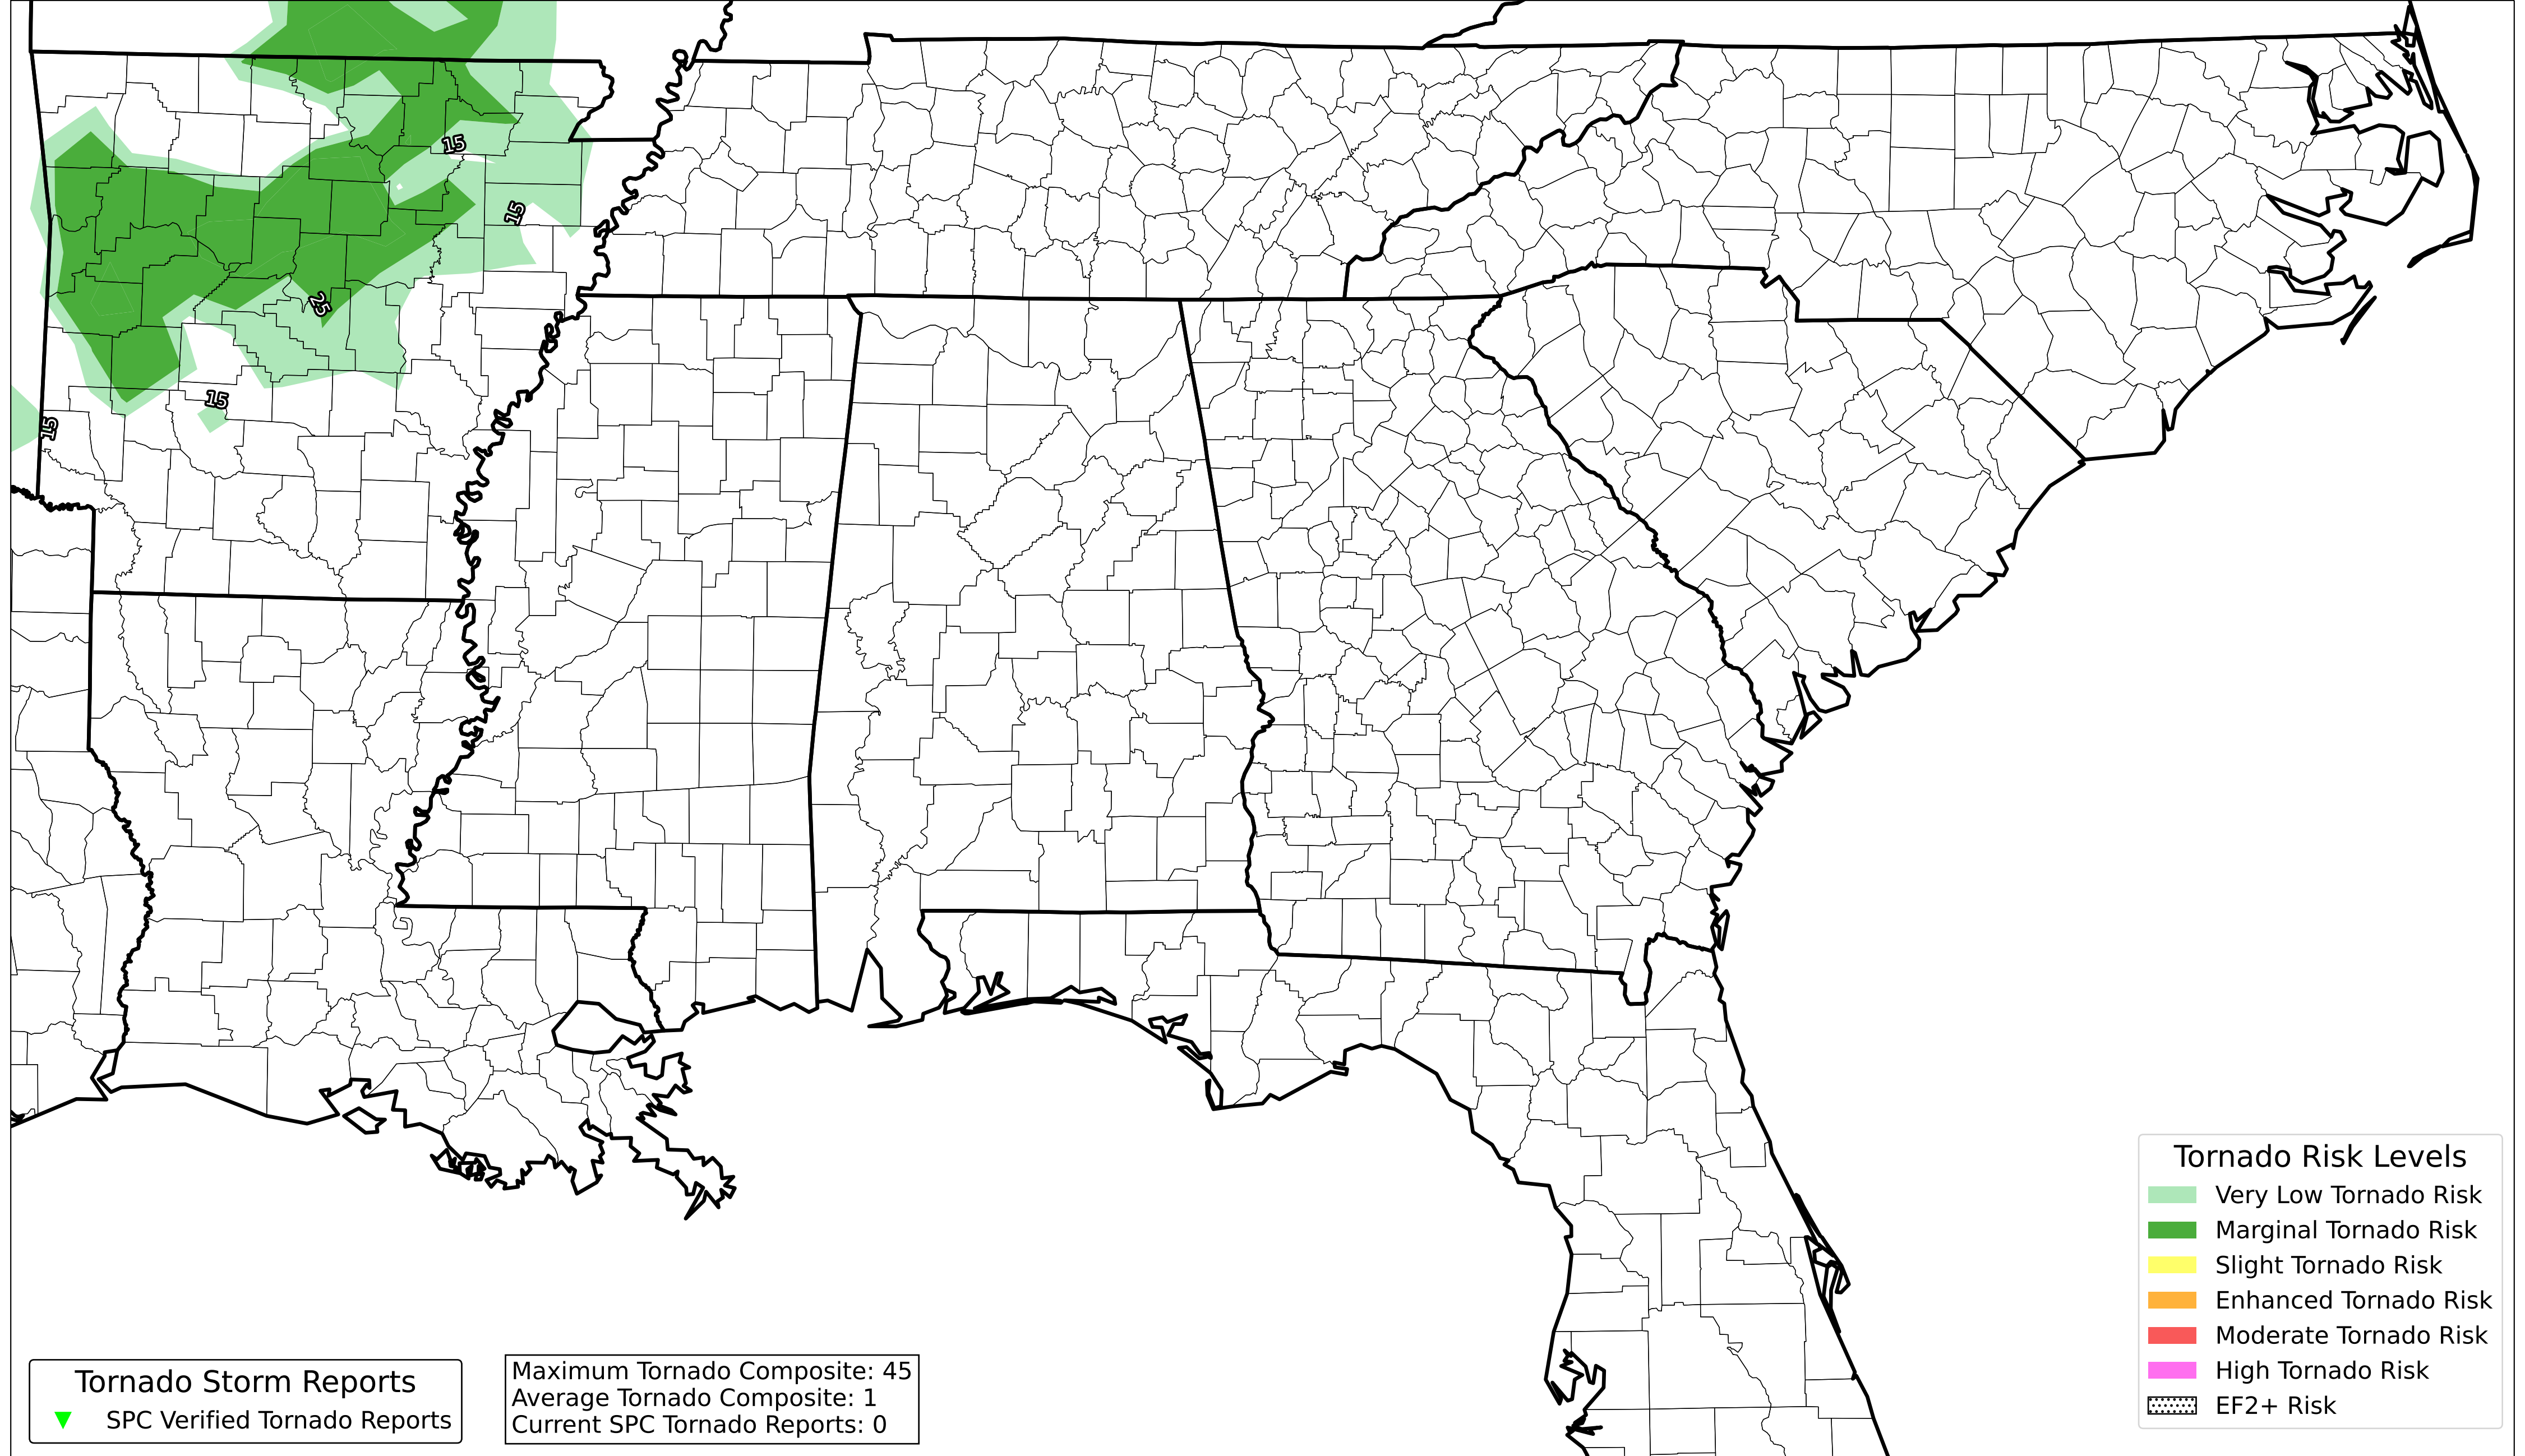 15
15
25
15
15
Tornado Risk Levels
Very Low Tornado Risk
Marginal Tornado Risk
Slight Tornado Risk
Enhanced Tornado Risk
Moderate Tornado Risk
High Tornado Risk
EF2+ Risk
Tornado Storm Reports
SPC Verified Tornado Reports
Maximum Tornado Composite: 45
Average Tornado Composite: 1
Current SPC Tornado Reports: 0